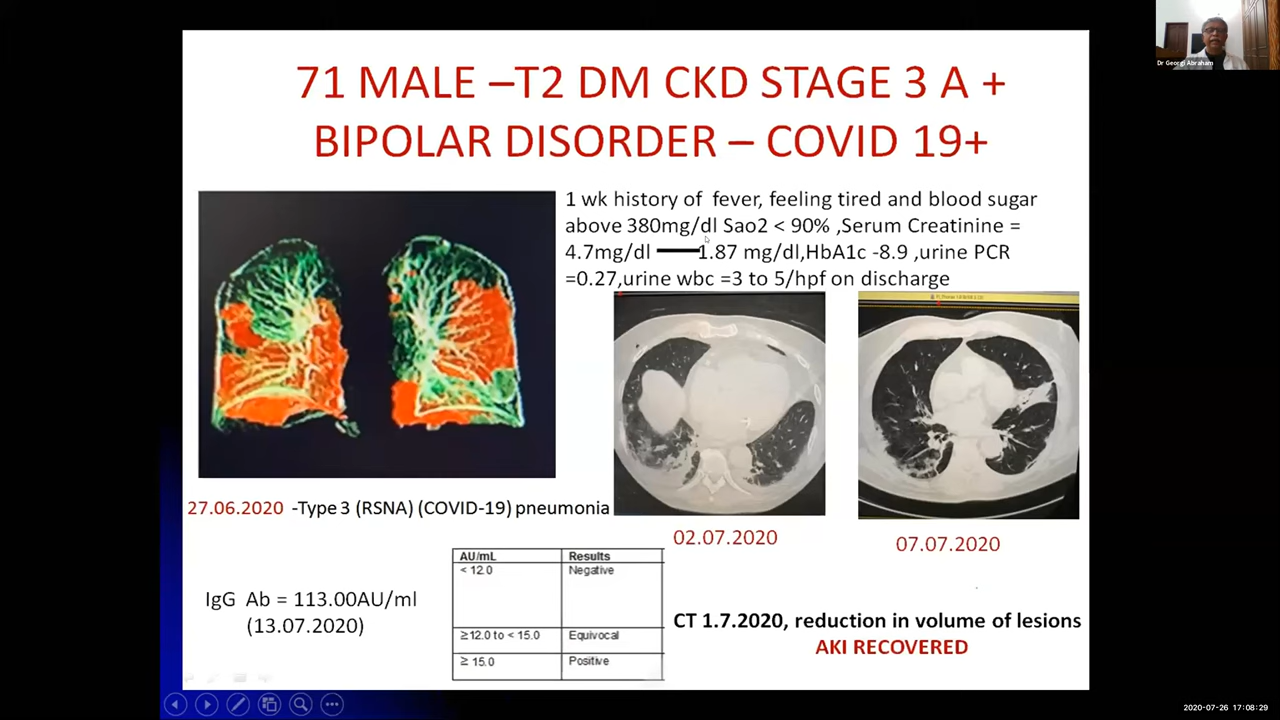 71 MALE –T2 DM CKD STAGE 3 A +
BIPOLAR DISORDER – COVID 19+
Dr Georgi Abraham
1 wk history of fever, feeling tired and blood sugar
above 380mg/dl Sao2 < 90% ,Serum Creatinine =
4.7mg/dl 1.87 mg/dl,HbA1c -8.9 ,urine PCR
=0.27,urine wbc =3 to 5/hpf on discharge
27.06.2020 -Type 3 (RSNA) (COVID-19) pneumonia
02.07.2020
07.07.2020
IgG Ab = 113.00AU/ml
(13.07.2020)
AU/mL Results
< 12.0 Negative
≥12.0 to < 15.0 Equivocal
≥ 15.0 Positive
CT 1.7.2020, reduction in volume of lesions
AKI RECOVERED
2020-07-26 17:08:29